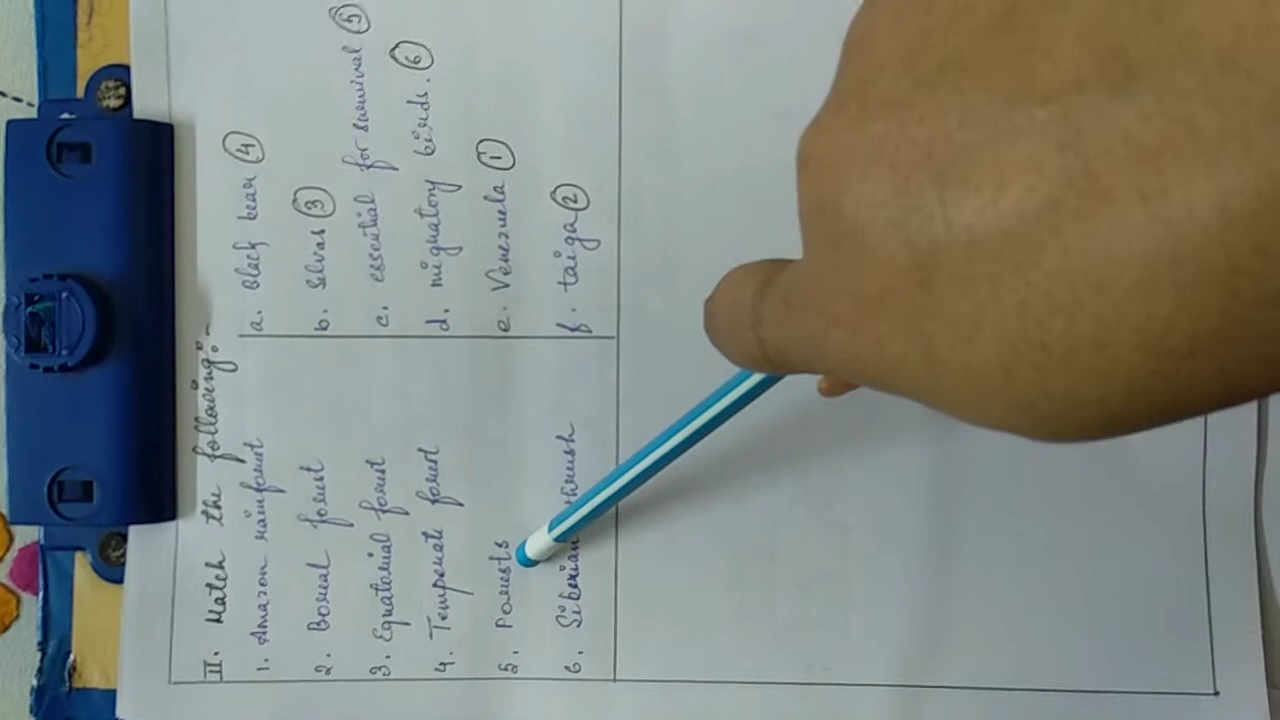 II. Match the following:-
1. Amazon rainforest a. Black bear ④
2. Boreal forest b. Selvas ③
3. Equatorial forest c. essential for survival ⑤
4. Temperate forest d. migratory birds. ⑥
5. Forests e. Venezuela ①
6. Siberian thrush f. taiga ②